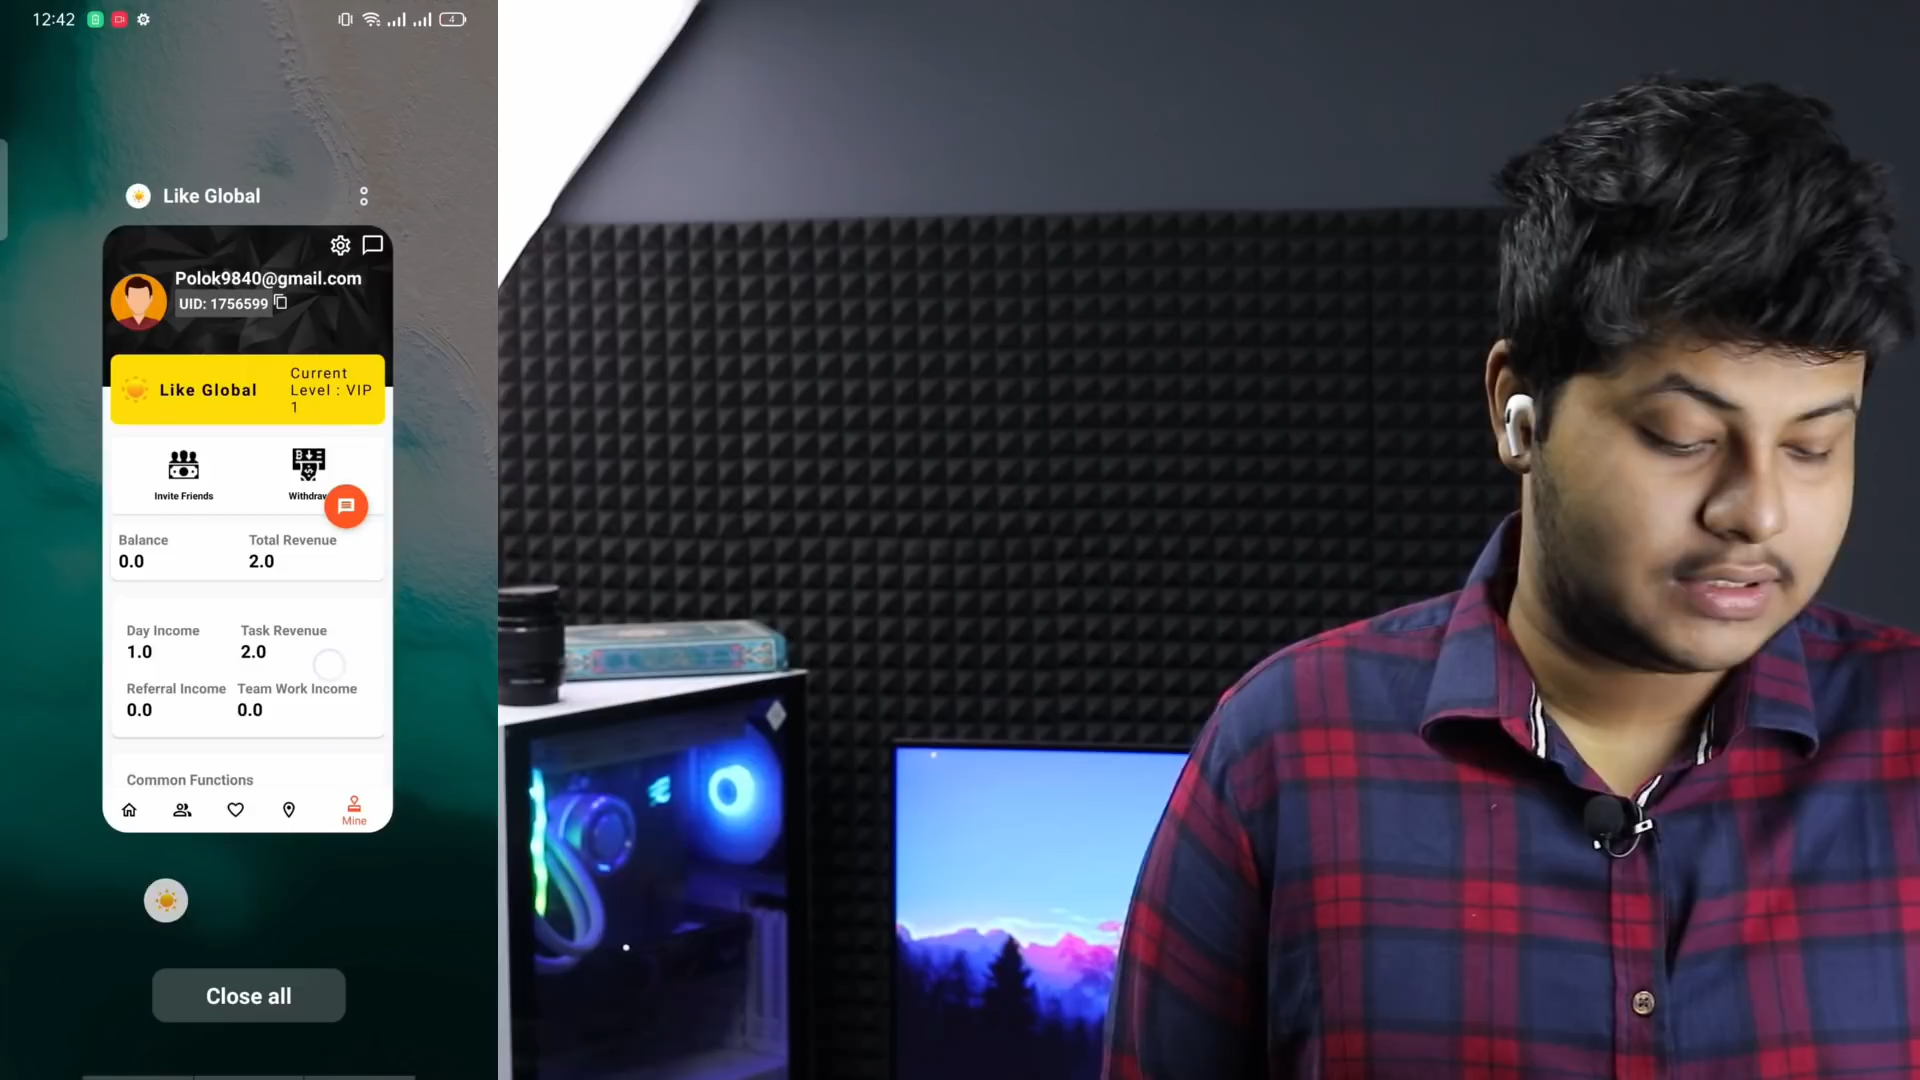 12:42
4
Like Global
Polok9840@gmail.com
UID: 1756599
Like Global
Current
Level : VIP
1
Invite Friends
Balance
0.0
Total Revenue
2.0
Day Income
1.0
Task Revenue
2.0
Referral Income
0.0
Team Work Income
0.0
Common Functions
Mine
Close all